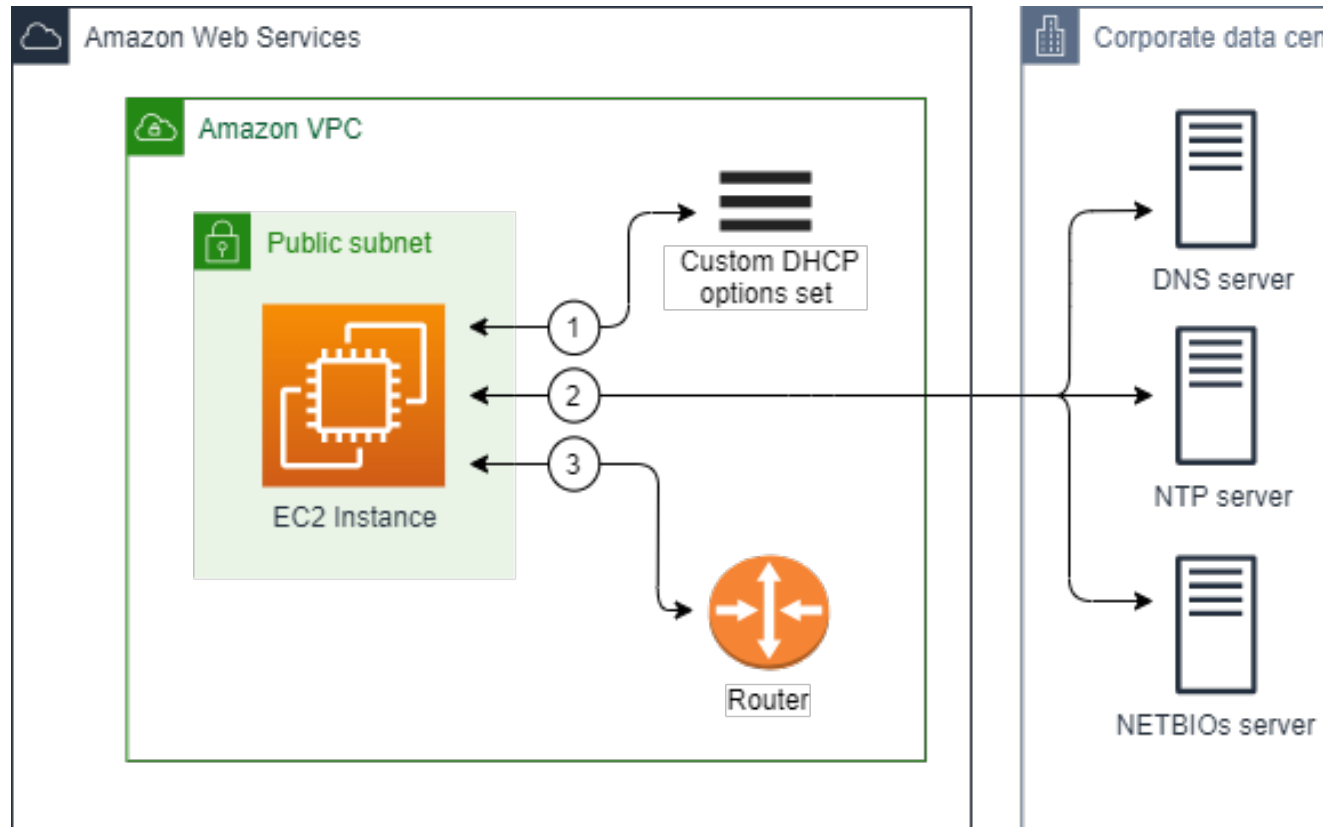 Amazon Web Services
Corporate data cen
Amazon VPC
Public subnet
Custom DHCP
options set
DNS server
1
2
3
EC2 Instance
NTP server
Router
NETBIOs server